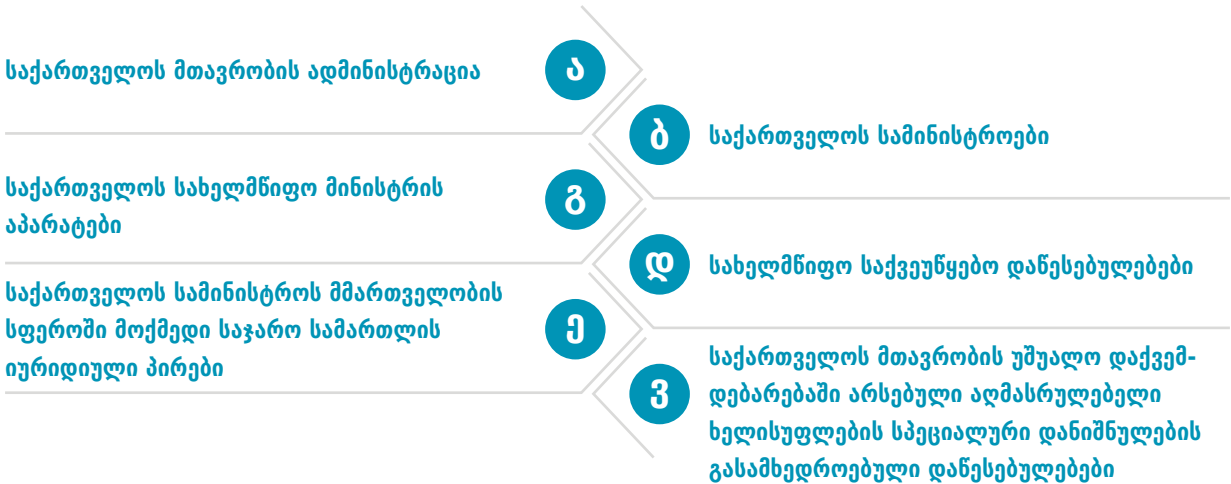 საქართველოს მთავრობის ადმინისტრაცია
ა
ბ
საქართველოს სამინისტროები
საქართველოს სახელმწიფო მინისტრის
აპარატები
გ
დ
სახელმწიფო საქვეუწყებო დაწესებულებები
საქართველოს სამინისტროს მმართველობის
სფეროში მოქმედი საჯარო სამართლის
იურიდიული პირები
ე
ვ
საქართველოს მთავრობის უშუალო დაქვემ-
დებარებაში არსებული აღმასრულებელი
ხელისუფლების სპეციალური დანიშნულების
გასამხედროებული დაწესებულებები